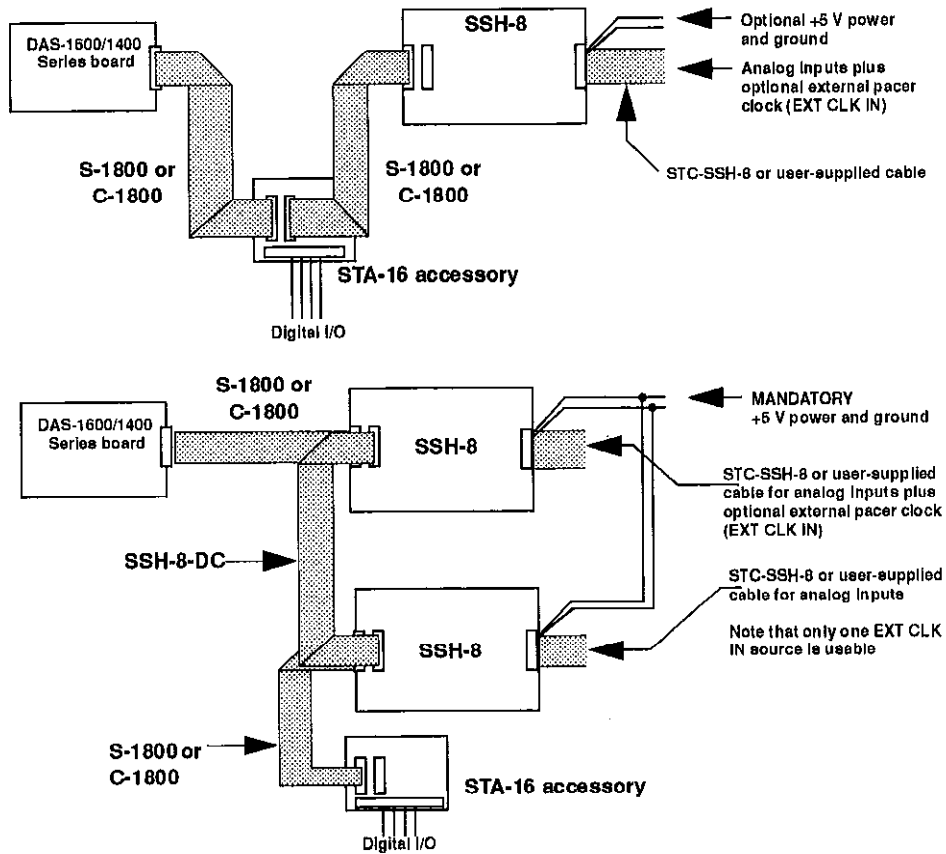 DAS-1600/1400
Series board
SSH-8
Optional +5 V power
and ground
Analog Inputs plus
optional external pacer
clock (EXT CLK IN)
STC-SSH-8 or user-supplied cable
S-1800 or
C-1800
S-1800 or
C-1800
STA-16 accessory
Digital I/O
S-1800 or
C-1800
DAS-1600/1400
Series board
SSH-8
MANDATORY
+5 V power and ground
STC-SSH-8 or user-supplied
cable for analog Inputs plus
optional external pacer clock
(EXT CLK IN)
SSH-8-DC
STC-SSH-8 or user-supplied
cable for analog Inputs
Note that only one EXT CLK
IN source is usable
SSH-8
S-1800 or
C-1800
STA-16 accessory
Digital I/O